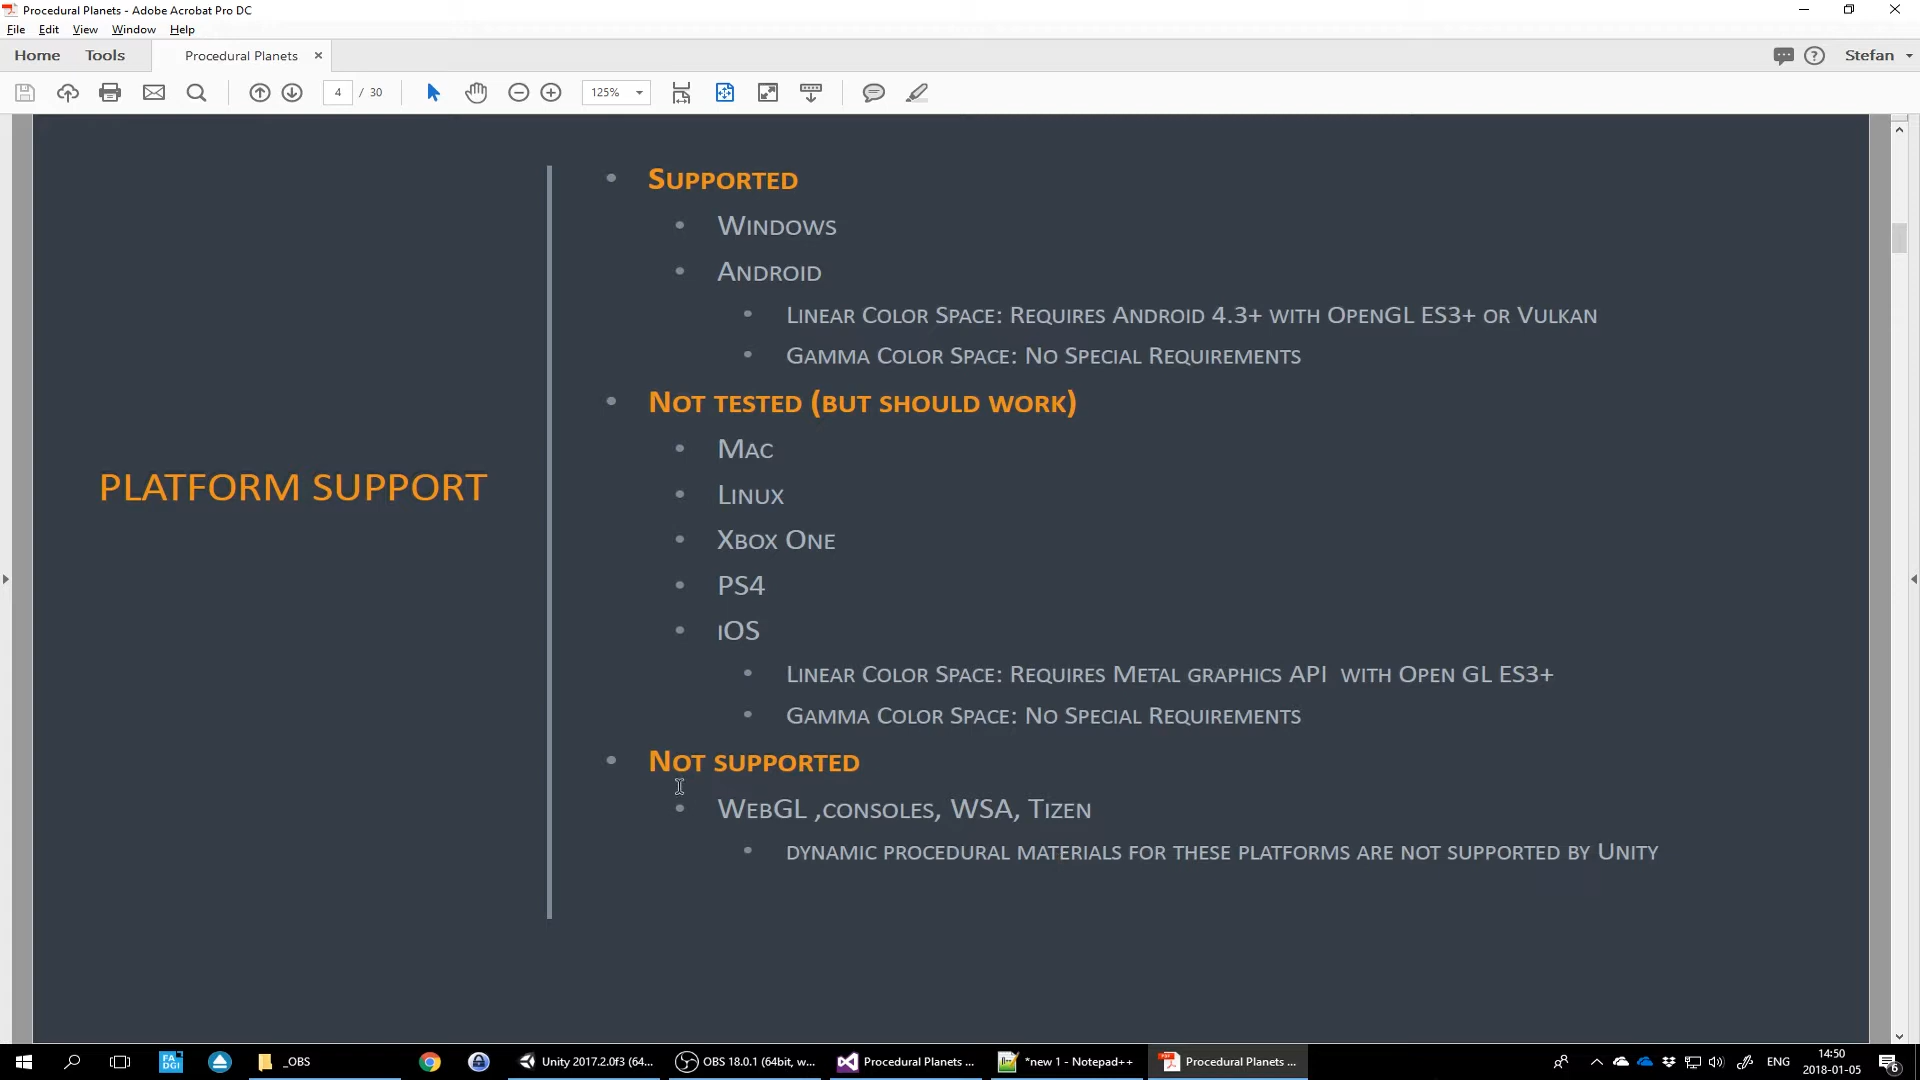 Procedural Planets - Adobe Acrobat Pro DC
File Edit View Window Help
Home Tools Procedural Planets Stefan
4 / 30 125%
PLATFORM SUPPORT
Supported
Windows
Android
Linear Color Space: Requires Android 4.3+ with OpenGL ES3+ or Vulkan
Gamma Color Space: No Special Requirements
Not tested (but should work)
Mac
Linux
Xbox One
PS4
iOS
Linear Color Space: Requires Metal graphics API with Open GL ES3+
Gamma Color Space: No Special Requirements
Not supported
WebGL ,consoles, WSA, Tizen
dynamic procedural materials for these platforms are not supported by Unity
FA
DGI
_OBS
Unity 2017.2.0f3 (64...
OBS 18.0.1 (64bit, w...
Procedural Planets ...
*new 1 - Notepad++
Procedural Planets ...
ENG
14:50
2018-01-05
6